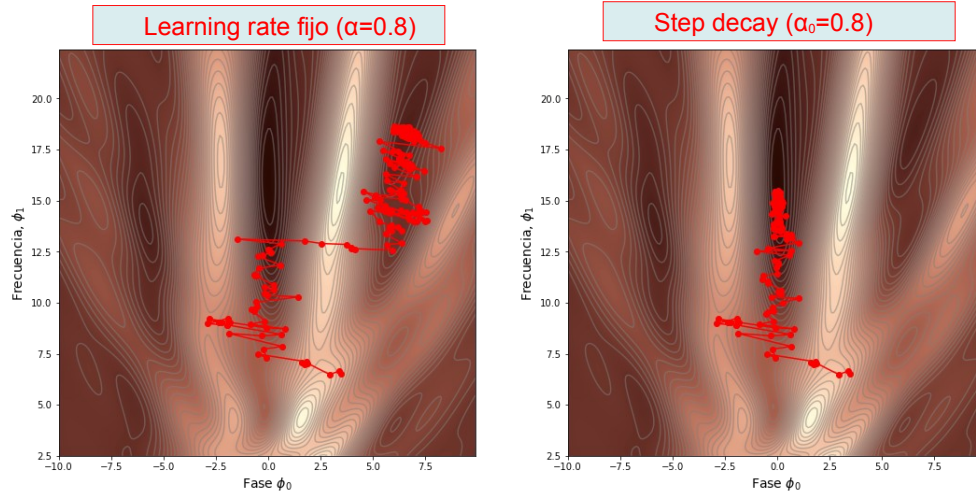 Learning rate fijo (α=0.8)
20.0
17.5
15.0
12.5
10.0
7.5
5.0
2.5
Frecuencia, ϕ1
−10.0 −7.5 −5.0 −2.5 0.0 2.5 5.0 7.5
Fase ϕ0
Step decay (α₀=0.8)
20.0
17.5
15.0
12.5
10.0
7.5
5.0
2.5
Frecuencia, ϕ1
−10.0 −7.5 −5.0 −2.5 0.0 2.5 5.0 7.5
Fase ϕ0